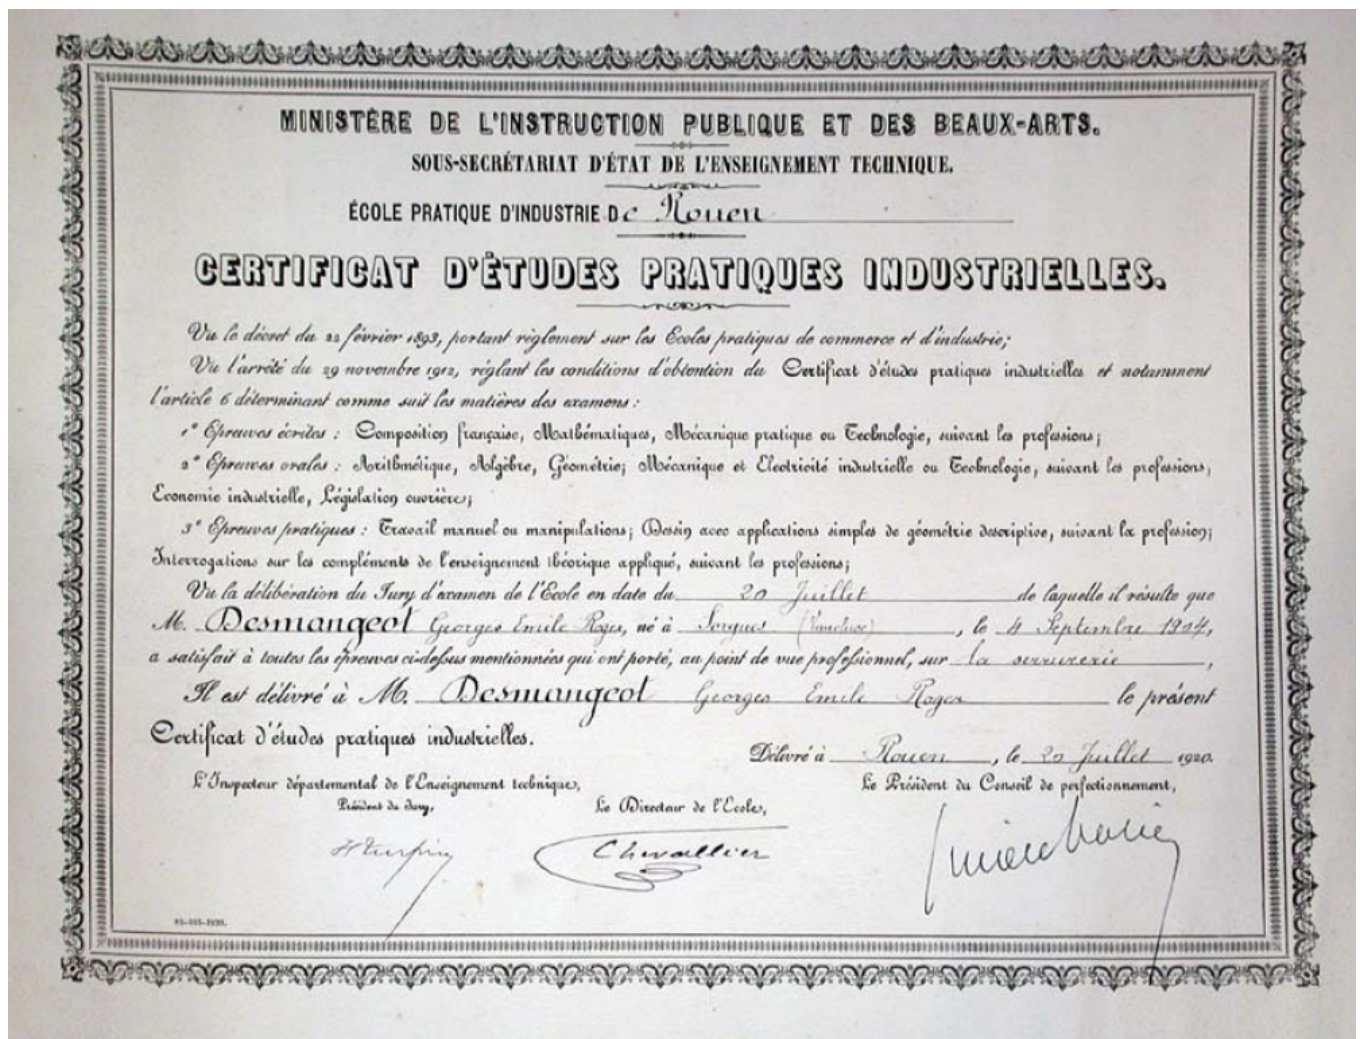 MINISTÈRE DE L'INSTRUCTION PUBLIQUE ET DES BEAUX-ARTS.
SOUS-SECRÉTARIAT D'ÉTAT DE L'ENSEIGNEMENT TECHNIQUE.
ÉCOLE PRATIQUE D'INDUSTRIE De Rouen
CERTIFICAT D'ÉTUDES PRATIQUES INDUSTRIELLES.
Vu le décret du 22 février 1893, portant règlement sur les Ecoles pratiques de commerce et d'industrie;
Vu l'arrêté du 29 novembre 1912, réglant les conditions d'obtention du Certificat d'études pratiques industrielles et notamment
l'article 6 déterminant comme suit les matières des examens :
1° Epreuves écrites : Composition française, Mathématiques, Mécanique pratique ou Technologie, suivant les professions;
2° Epreuves orales : Arithmétique, Algèbre, Géométrie; Mécanique et Electricité industrielle ou Technologie, suivant les professions,
Economie industrielle, Législation ouvrière;
3° Epreuves pratiques : Travail manuel ou manipulations; Dessin avec applications simples de géométrie descriptive, suivant la profession;
Interrogations sur les compléments de l'enseignement théorique appliqué, suivant les professions;
Vu la délibération du Jury d'examen de l'Ecole en date du 20 Juillet de laquelle il résulte que
M. Desmangeot Georges Emile Roger, né à Sorgues (Vaucluse), le 4 Septembre 1904,
a satisfait à toutes les épreuves ci-dessus mentionnées qui ont porté, au point de vue professionnel, sur la serrurerie,
Il est délivré à M. Desmangeot Georges Emile Roger le présent
Certificat d'études pratiques industrielles.
Délivré à Rouen, le 20 Juillet 1920.
L'Inspecteur départemental de l'Enseignement technique,
Président du Jury,
Le Directeur de l'Ecole,
Le Président du Conseil de perfectionnement,
Chevallier